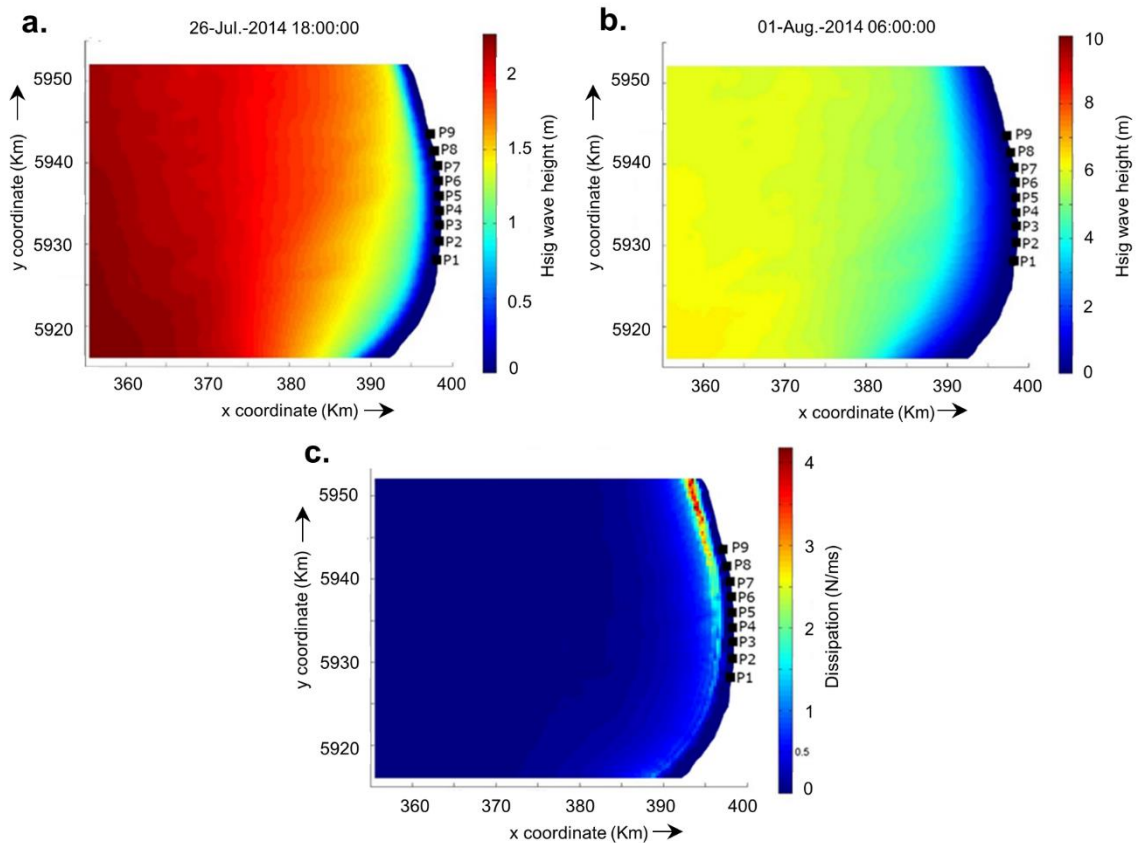 a.
26-Jul.-2014 18:00:00
5950
5940
5930
5920
y coordinate (Km)
360 370 380 390 400
x coordinate (Km)
P9
P8
P7
P6
P5
P4
P3
P2
P1
2
1.5
1
0.5
0
Hsig wave height (m)
b.
01-Aug.-2014 06:00:00
5950
5940
5930
5920
y coordinate (Km)
360 370 380 390 400
x coordinate (Km)
P9
P8
P7
P6
P5
P4
P3
P2
P1
10
8
6
4
2
0
Hsig wave height (m)
c.
5950
5940
5930
5920
y coordinate (Km)
360 370 380 390 400
x coordinate (Km)
P9
P8
P7
P6
P5
P4
P3
P2
P1
4
3
2
1
0.5
0
Dissipation (N/ms)